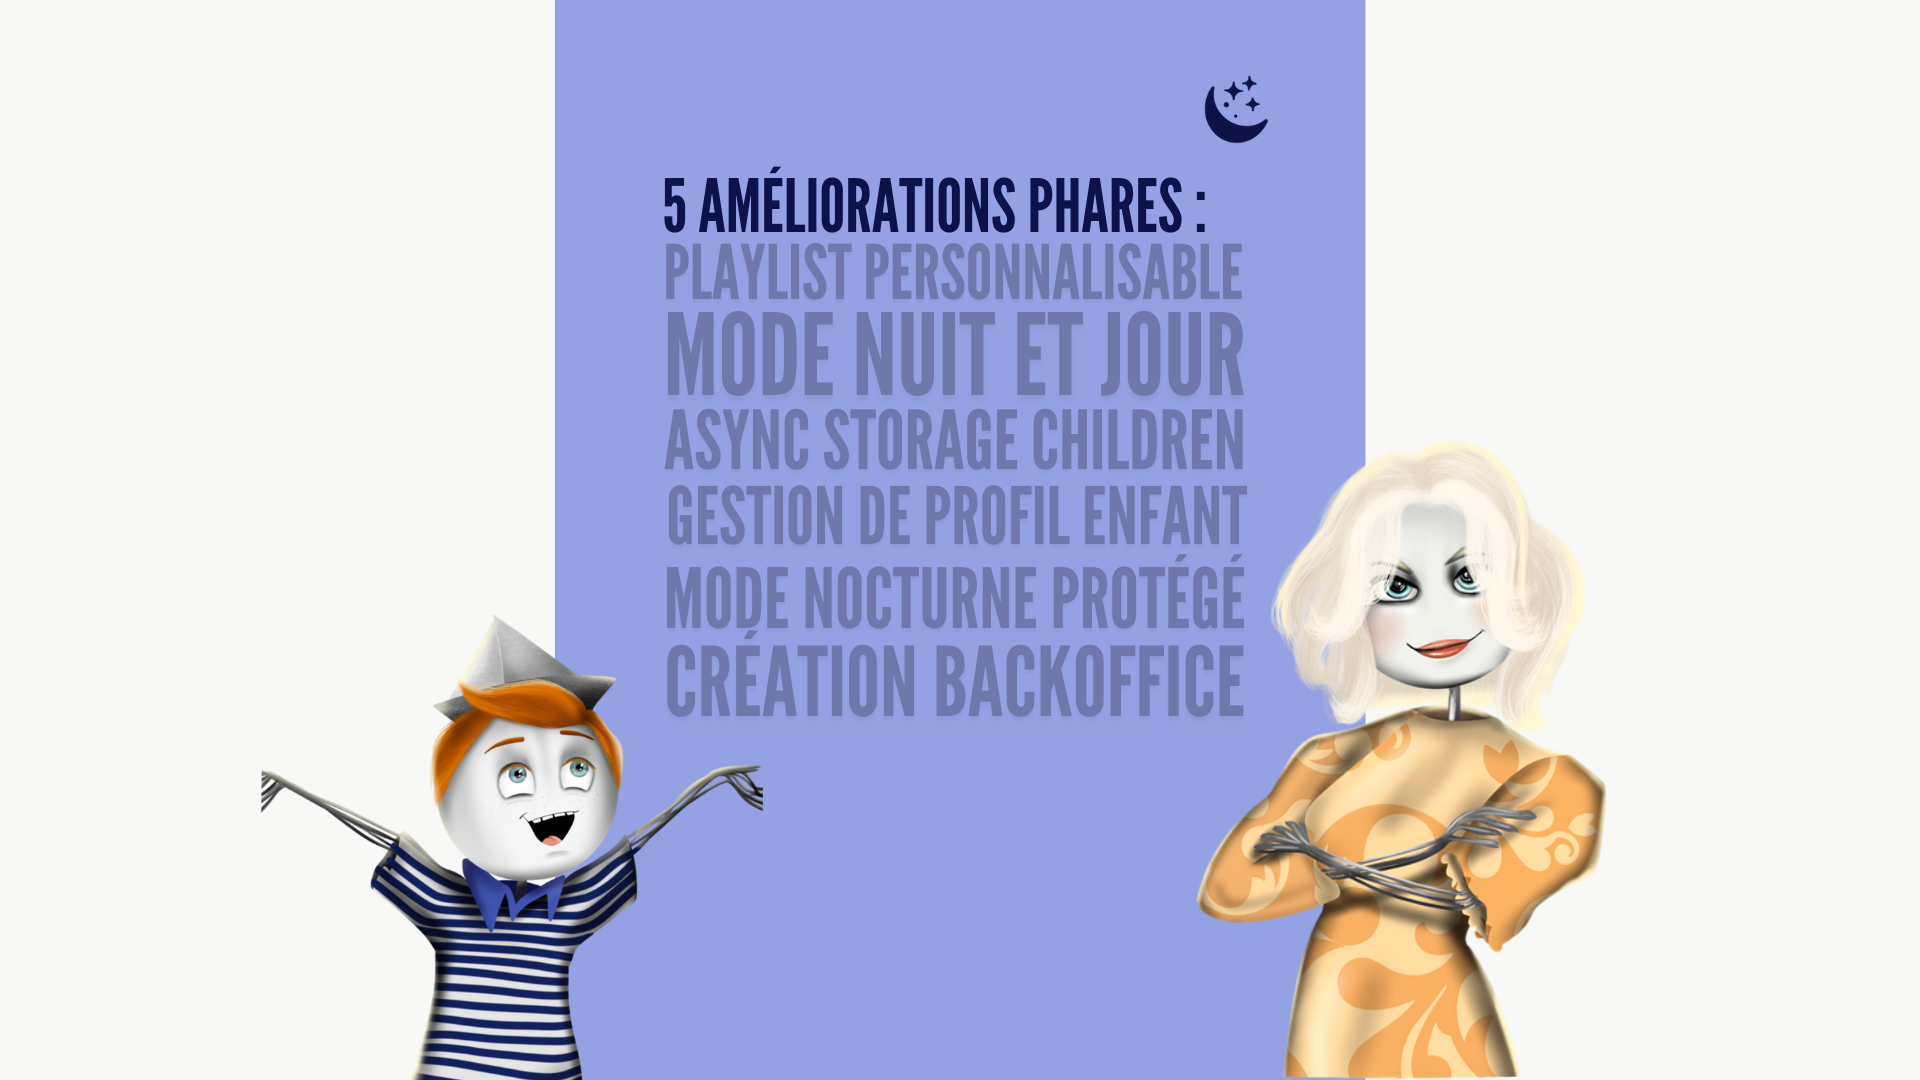 5 AMÉLIORATIONS PHARES :
PLAYLIST PERSONNALISABLE
MODE NUIT ET JOUR
ASYNC STORAGE CHILDREN
GESTION DE PROFIL ENFANT
MODE NOCTURNE PROTÉGÉ
CRÉATION BACKOFFICE